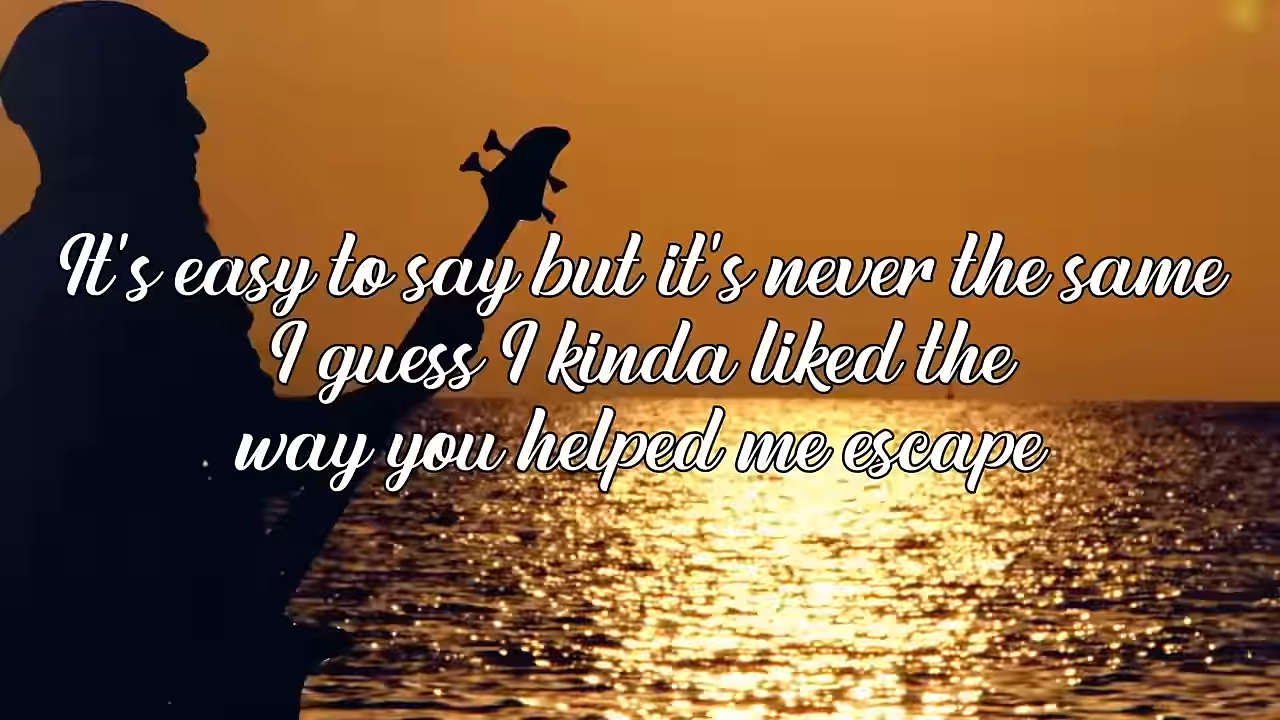 It's easy to say but it's never the same
I guess I kinda liked the
way you helped me escape